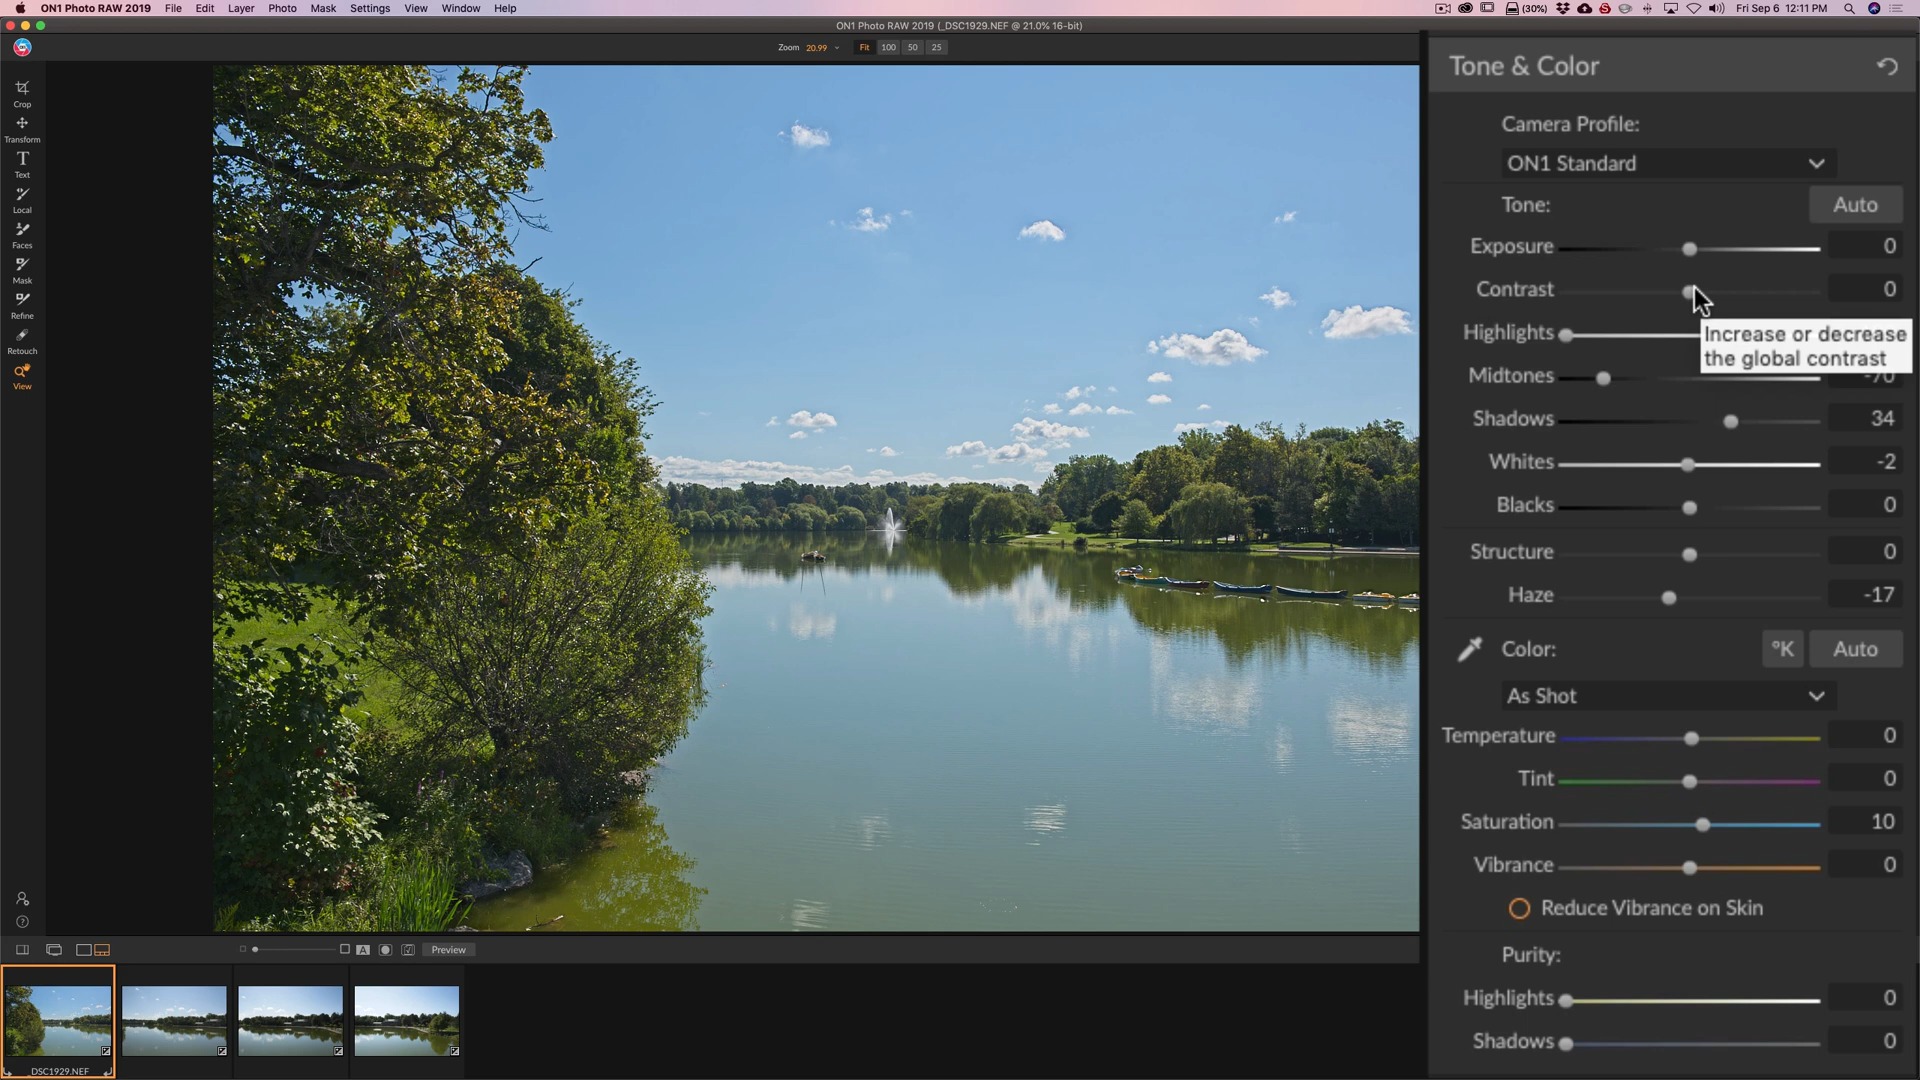 ON1 Photo RAW 2019 File Edit Layer Photo Mask Settings View Window Help (30%) Fri Sep 6 12:11 PM
ON1 Photo RAW 2019 (_DSC1929.NEF @ 21.0% 16-bit)
Zoom 20.99 Fit 100 50 25
Crop
Transform
Text
Local
Faces
Mask
Refine
Retouch
View
Tone & Color
Camera Profile:
ON1 Standard
Tone: Auto
Exposure 0
Contrast 0
Increase or decrease
the global contrast
Highlights
Midtones -70
Shadows 34
Whites -2
Blacks 0
Structure 0
Haze -17
Color: °K Auto
As Shot
Temperature 0
Tint 0
Saturation 10
Vibrance 0
Reduce Vibrance on Skin
Purity:
Highlights 0
Shadows 0
A Preview
_DSC1929.NEF